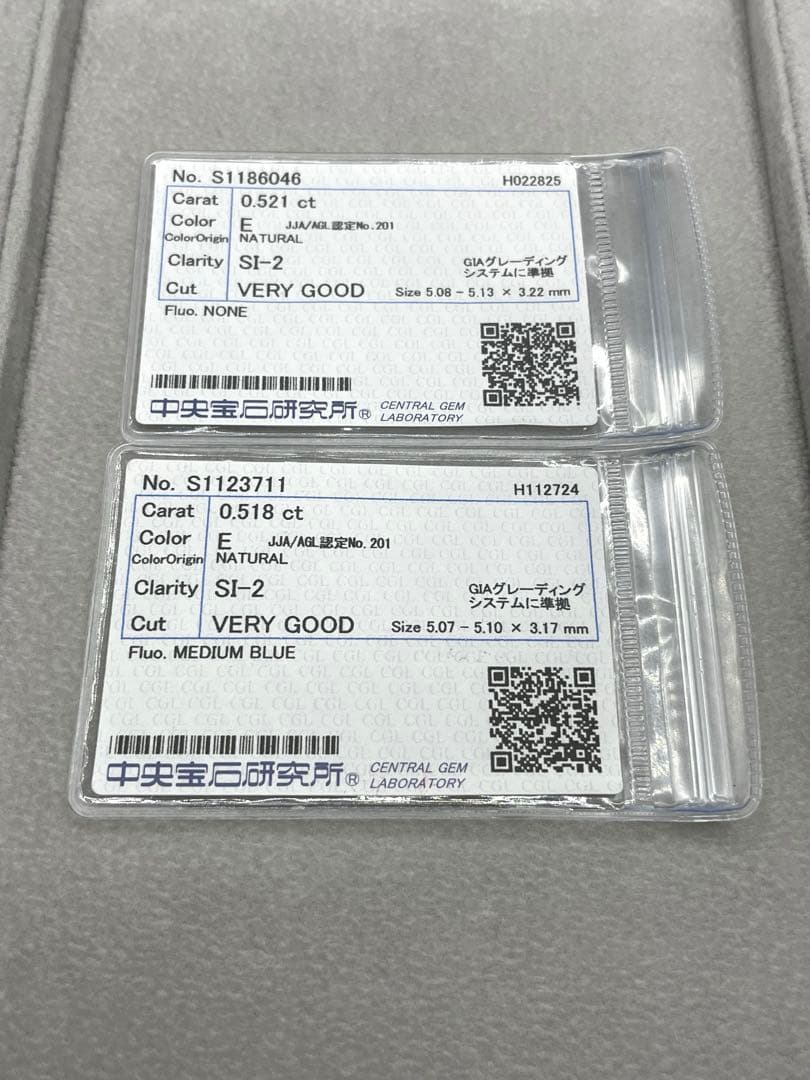 No. S1186046 H022825
Carat 0.521 ct
Color E JJA/AGL認定No.201
ColorOrigin NATURAL
Clarity SI-2 GIAグレーディング
システムに準拠
Cut VERY GOOD Size 5.08 - 5.13 × 3.22 mm
Fluo. NONE
中央宝石研究所® CENTRAL GEM
LABORATORY
No. S1123711 H112724
Carat 0.518 ct
Color E JJA/AGL認定No.201
ColorOrigin NATURAL
Clarity SI-2 GIAグレーディング
システムに準拠
Cut VERY GOOD Size 5.07 - 5.10 × 3.17 mm
Fluo. MEDIUM BLUE
中央宝石研究所® CENTRAL GEM
LABORATORY